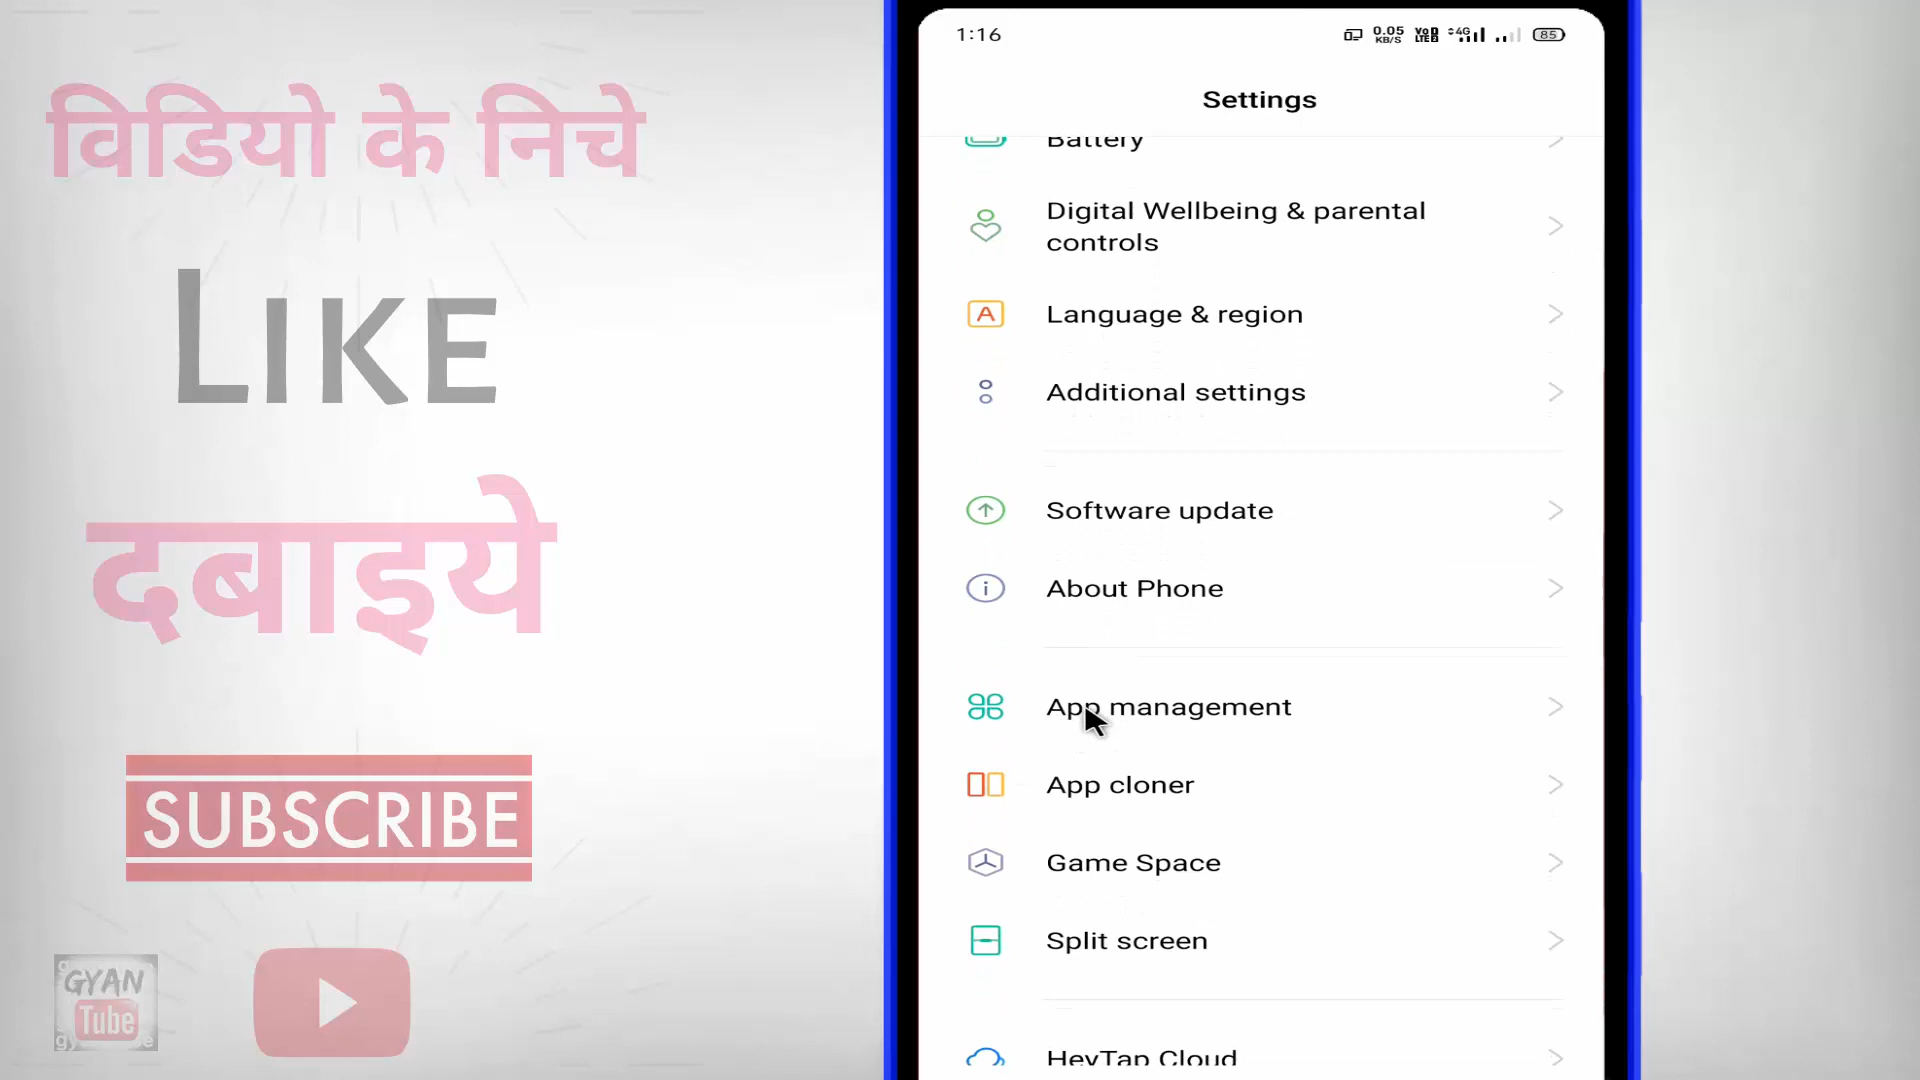 विडियो के निचे
LIKE
दबाइये
SUBSCRIBE
GYAN
Tube
1:16
0.05
KB/S
4G
85
Settings
Battery
Digital Wellbeing & parental
controls
Language & region
Additional settings
Software update
About Phone
App management
App cloner
Game Space
Split screen
HeyTap Cloud